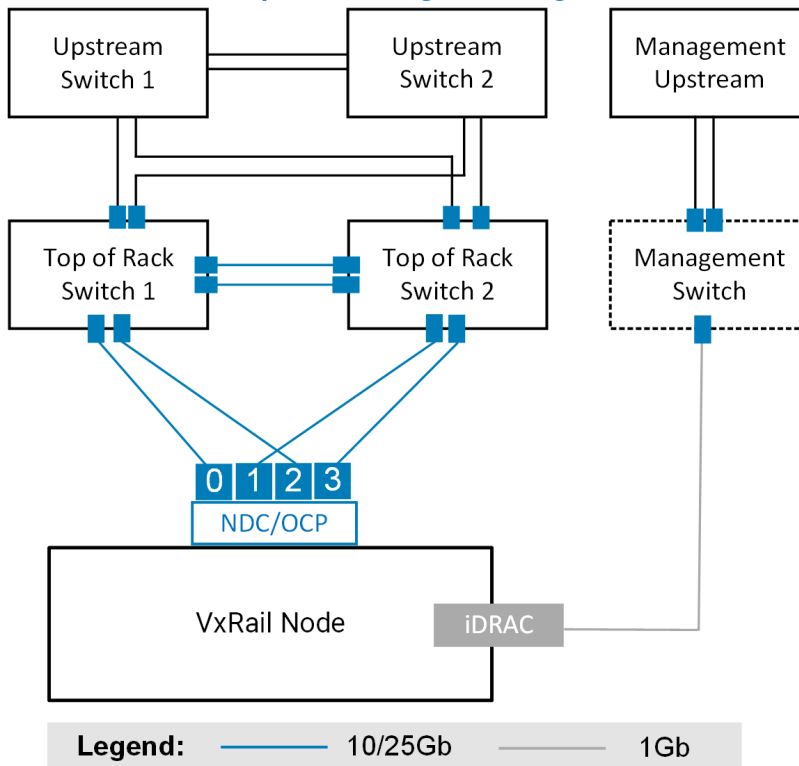 Upstream
Switch 1
Upstream
Switch 2
Management
Upstream
Top of Rack
Switch 1
Top of Rack
Switch 2
Management
Switch
0 1 2 3
NDC/OCP
VxRail Node
iDRAC
Legend: 10/25Gb 1Gb